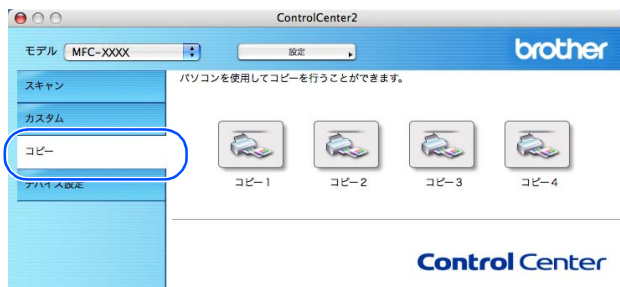 ControlCenter2
モデル MFC-XXXX 設定 brother
スキャン
カスタム
コピー
デバイス設定
パソコンを使用してコピーを行うことができます。
コピー1 コピー2 コピー3 コピー4
Control Center